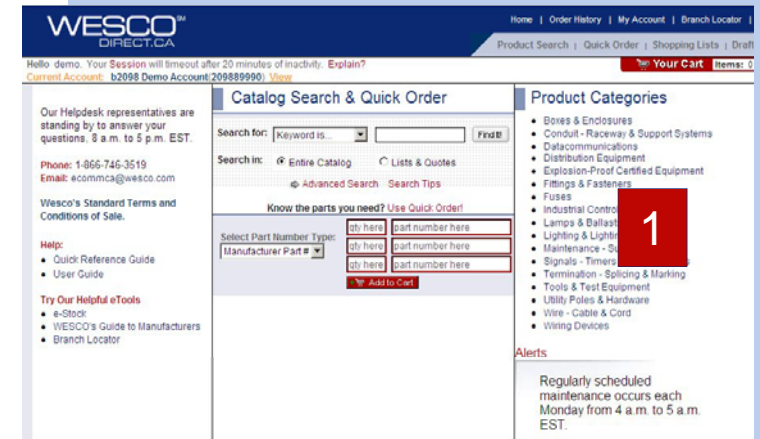 WESCO℠
DIRECT.CA
Home | Order History | My Account | Branch Locator |
Product Search | Quick Order | Shopping Lists | Draft
Hello demo. Your Session will timeout after 20 minutes of inactivity. Explain?
Your Cart Items: 0
Current Account: b2098 Demo Account(209889990) View
Our Helpdesk representatives are
standing by to answer your
questions. 8 a.m. to 5 p.m. EST.
Phone: 1-866-746-3519
Email: ecommca@wesco.com
Wesco's Standard Terms and
Conditions of Sale.
Help:
Quick Reference Guide
User Guide
Try Our Helpful eTools
e-Stock
WESCO's Guide to Manufacturers
Branch Locator
Catalog Search & Quick Order
Search for: Keyword is... Find It!
Search in: Entire Catalog Lists & Quotes
Advanced Search Search Tips
Know the parts you need? Use Quick Order!
Select Part Number Type:
Manufacturer Part #
qty here part number here
qty here part number here
qty here part number here
Add to Cart
Product Categories
Boxes & Enclosures
Conduit - Raceway & Support Systems
Datacommunications
Distribution Equipment
Explosion-Proof Certified Equipment
Fittings & Fasteners
Fuses
Industrial Control
Lamps & Ballast
Lighting & Lightin
Maintenance - Su
Signals - Timers
Termination - Splicing & Marking
Tools & Test Equipment
Utility Poles & Hardware
Wire - Cable & Cord
Wiring Devices
1
Alerts
Regularly scheduled
maintenance occurs each
Monday from 4 a.m. to 5 a.m.
EST.